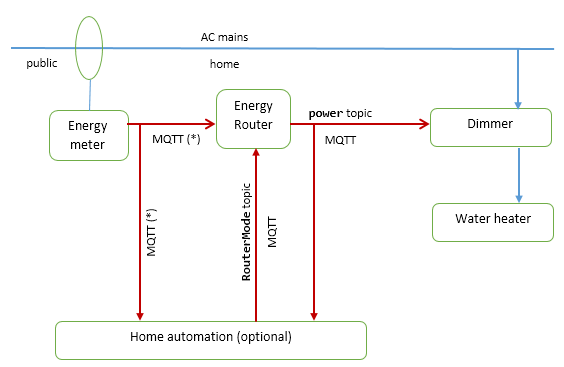 AC mains
public
home
Energy
meter
MQTT (*)
Energy
Router
power topic
MQTT
Dimmer
Water heater
MQTT (*)
RouterMode topic
MQTT
Home automation (optional)